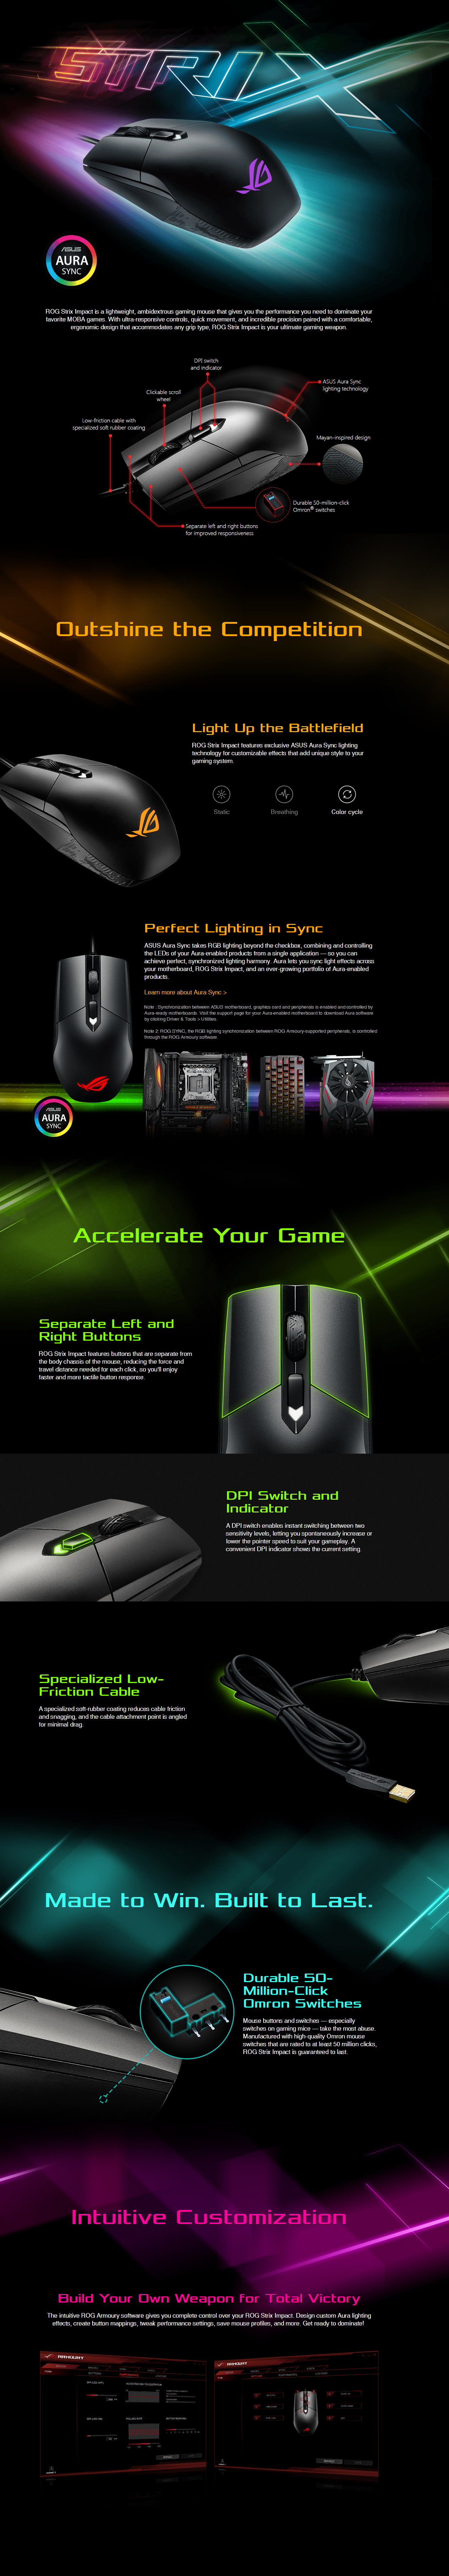 STRIX
ASUS
AURA
SYNC
ROG Strix Impact is a lightweight, ambidextrous gaming mouse that gives you the performance you need to dominate your
favorite MOBA games. With ultra-responsive controls, quick movement, and incredible precision paired with a comfortable,
ergonomic design that accommodates any grip type, ROG Strix Impact is your ultimate gaming weapon.
DPI switch
and indicator
ASUS Aura Sync
lighting technology
Clickable scroll
wheel
Low-friction cable with
specialized soft rubber coating
Mayan-inspired design
Durable 50-million-click
Omron® switches
Separate left and right buttons
for improved responsiveness
Outshine the Competition
Light Up the Battlefield
ROG Strix Impact features exclusive ASUS Aura Sync lighting
technology for customizable effects that add unique style to your
gaming system.
Static
Breathing
Color cycle
Perfect Lighting in Sync
ASUS Aura Sync takes RGB lighting beyond the checkbox, combining and controlling
the LEDs of your Aura-enabled products from a single application — so you can
achieve perfect, synchronized lighting harmony. Aura lets you sync light effects across
your motherboard, ROG Strix Impact, and an ever-growing portfolio of Aura-enabled
products.
Learn more about Aura Sync >
Note : Synchronization between ASUS motherboard, graphics card and peripherals is enabled and controlled by
Aura-ready motherboards. Visit the support page for your Aura-enabled motherboard to download Aura software
by clicking Driver & Tools > Utilities.
Note 2: ROG SYNC, the RGB lighting synchronization between ROG Armoury-supported peripherals, is controlled
through the ROG Armoury software.
ASUS
AURA
SYNC
Accelerate Your Game
Separate Left and
Right Buttons
ROG Strix Impact features buttons that are separate from
the body chassis of the mouse, reducing the force and
travel distance needed for each click, so you'll enjoy
faster and more tactile button response.
DPI Switch and
Indicator
A DPI switch enables instant switching between two
sensitivity levels, letting you spontaneously increase or
lower the pointer speed to suit your gameplay. A
convenient DPI indicator shows the current setting.
Specialized Low-
Friction Cable
A specialized soft-rubber coating reduces cable friction
and snagging, and the cable attachment point is angled
for minimal drag.
Made to Win. Built to Last.
Durable 50-
Million-Click
Omron Switches
Mouse buttons and switches — especially
switches on gaming mice — take the most abuse.
Manufactured with high-quality Omron mouse
switches that are rated to at least 50 million clicks,
ROG Strix Impact is guaranteed to last.
Intuitive Customization
Build Your Own Weapon for Total Victory
The intuitive ROG Armoury software gives you complete control over your ROG Strix Impact. Design custom Aura lighting
effects, create button mappings, tweak performance settings, save mouse profiles, and more. Get ready to dominate!
ARMOURY
ARMOURY